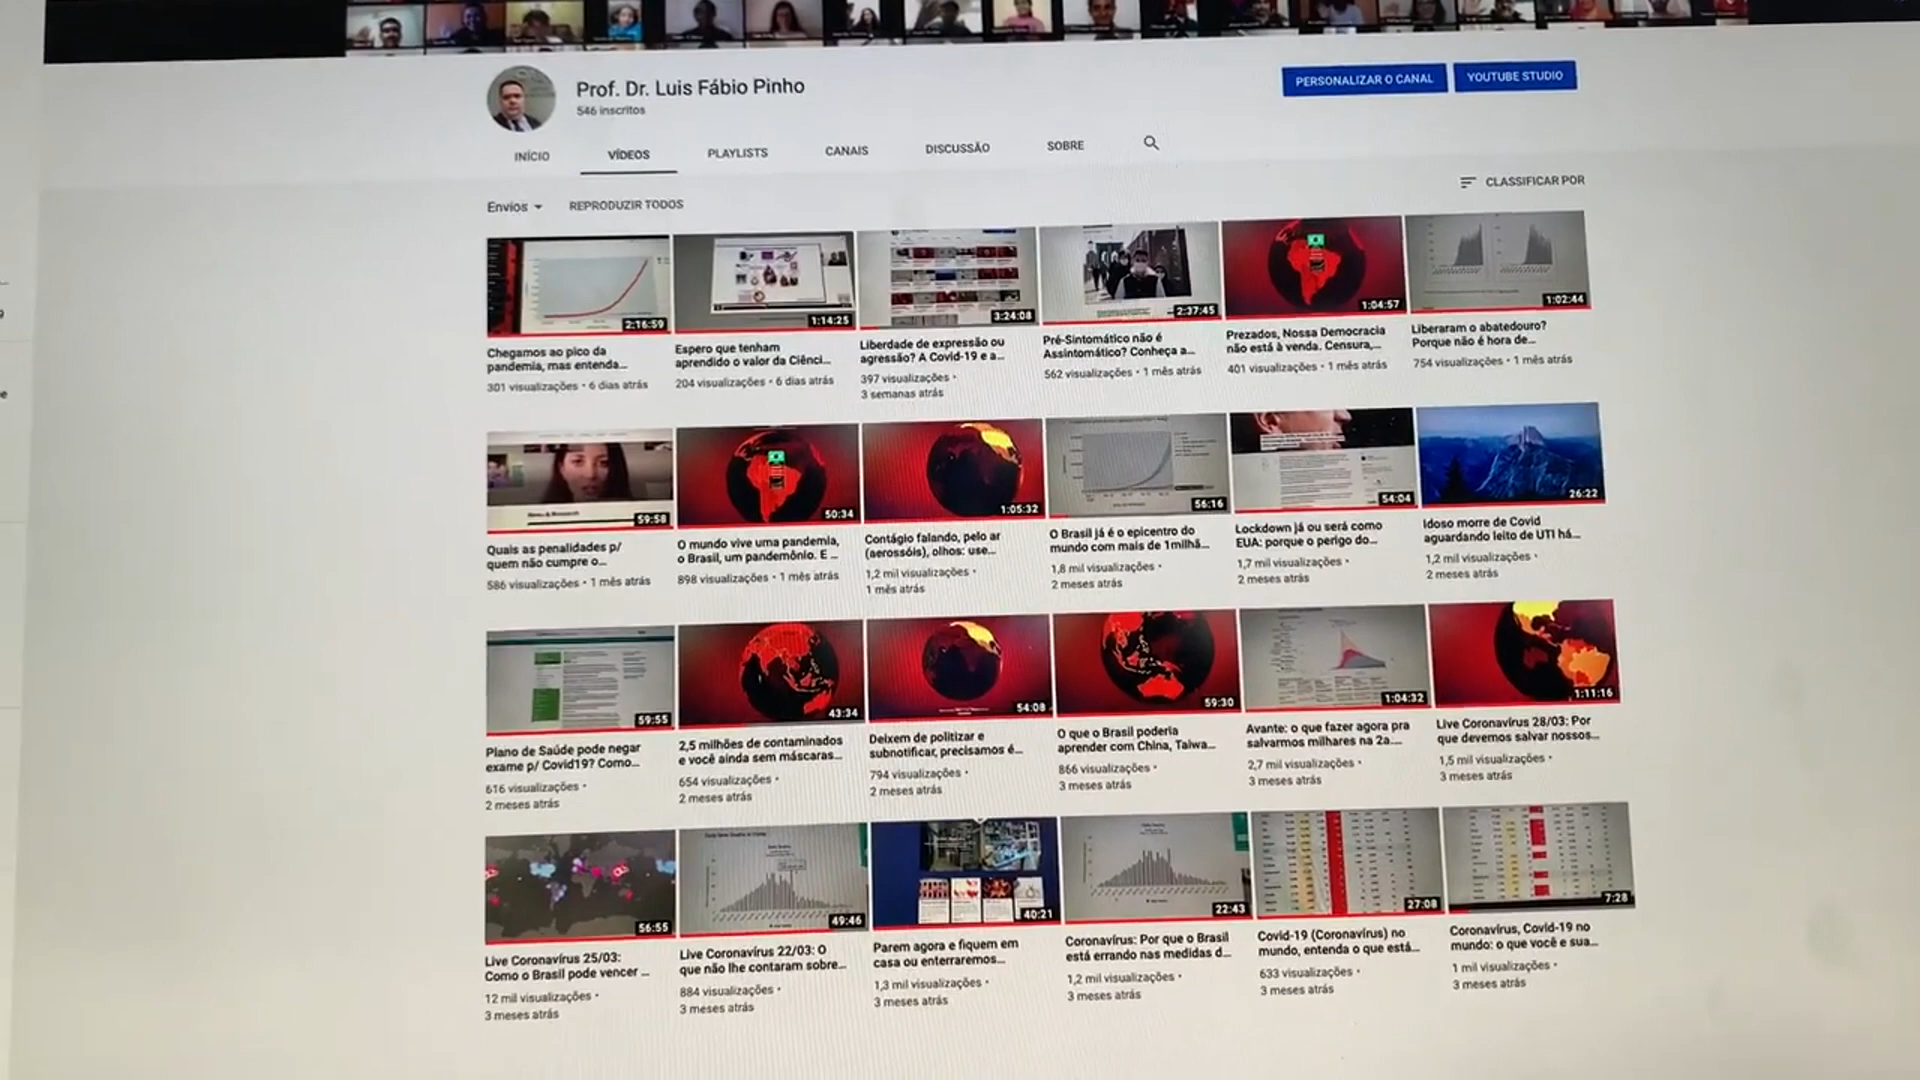 Prof. Dr. Luis Fábio Pinho
546 inscritos
PERSONALIZAR O CANAL
YOUTUBE STUDIO
INÍCIO
VÍDEOS
PLAYLISTS
CANAIS
DISCUSSÃO
SOBRE
CLASSIFICAR POR
Envios
REPRODUZIR TODOS
2:16:59
Chegamos ao pico da
pandemia, mas entenda...
301 visualizações • 6 dias atrás
1:14:25
Espero que tenham
aprendido o valor da Ciênci...
204 visualizações • 6 dias atrás
3:24:08
Liberdade de expressão ou
agressão? A Covid-19 e a...
397 visualizações •
3 semanas atrás
2:37:45
Pré-Sintomático não é
Assintomático? Conheça a...
562 visualizações • 1 mês atrás
1:04:57
Prezados, Nossa Democracia
não está à venda. Censura,...
401 visualizações • 1 mês atrás
1:02:44
Liberaram o abatedouro?
Porque não é hora de...
754 visualizações • 1 mês atrás
59:58
Quais as penalidades p/
quem não cumpre o...
586 visualizações • 1 mês atrás
50:34
O mundo vive uma pandemia,
o Brasil, um pandemônio. E ...
898 visualizações • 1 mês atrás
1:05:32
Contágio falando, pelo ar
(aerossóis), olhos: use...
1,2 mil visualizações •
1 mês atrás
56:16
O Brasil já é o epicentro do
mundo com mais de 1milhã...
1,8 mil visualizações •
2 meses atrás
54:04
Lockdown já ou será como
EUA: porque o perigo do...
1,7 mil visualizações •
2 meses atrás
26:22
Idoso morre de Covid
aguardando leito de UTI há...
1,2 mil visualizações •
2 meses atrás
59:55
Plano de Saúde pode negar
exame p/ Covid19? Como...
616 visualizações •
2 meses atrás
43:34
2,5 milhões de contaminados
e você ainda sem máscaras...
654 visualizações •
2 meses atrás
54:08
Deixem de politizar e
subnotificar, precisamos é...
794 visualizações •
2 meses atrás
59:30
O que o Brasil poderia
aprender com China, Taiwa...
866 visualizações •
3 meses atrás
1:04:32
Avante: o que fazer agora pra
salvarmos milhares na 2a....
2,7 mil visualizações •
3 meses atrás
1:11:16
Live Coronavírus 28/03: Por
que devemos salvar nossos...
1,5 mil visualizações •
3 meses atrás
56:55
Live Coronavírus 25/03:
Como o Brasil pode vencer ...
12 mil visualizações •
3 meses atrás
49:46
Live Coronavírus 22/03: O
que não lhe contaram sobre...
884 visualizações •
3 meses atrás
40:21
Parem agora e fiquem em
casa ou enterraremos...
1,3 mil visualizações •
3 meses atrás
22:43
Coronavírus: Por que o Brasil
está errando nas medidas d...
1,2 mil visualizações •
3 meses atrás
27:08
Covid-19 (Coronavírus) no
mundo, entenda o que está...
633 visualizações •
3 meses atrás
7:28
Coronavírus, Covid-19 no
mundo: o que você e sua...
1 mil visualizações •
3 meses atrás